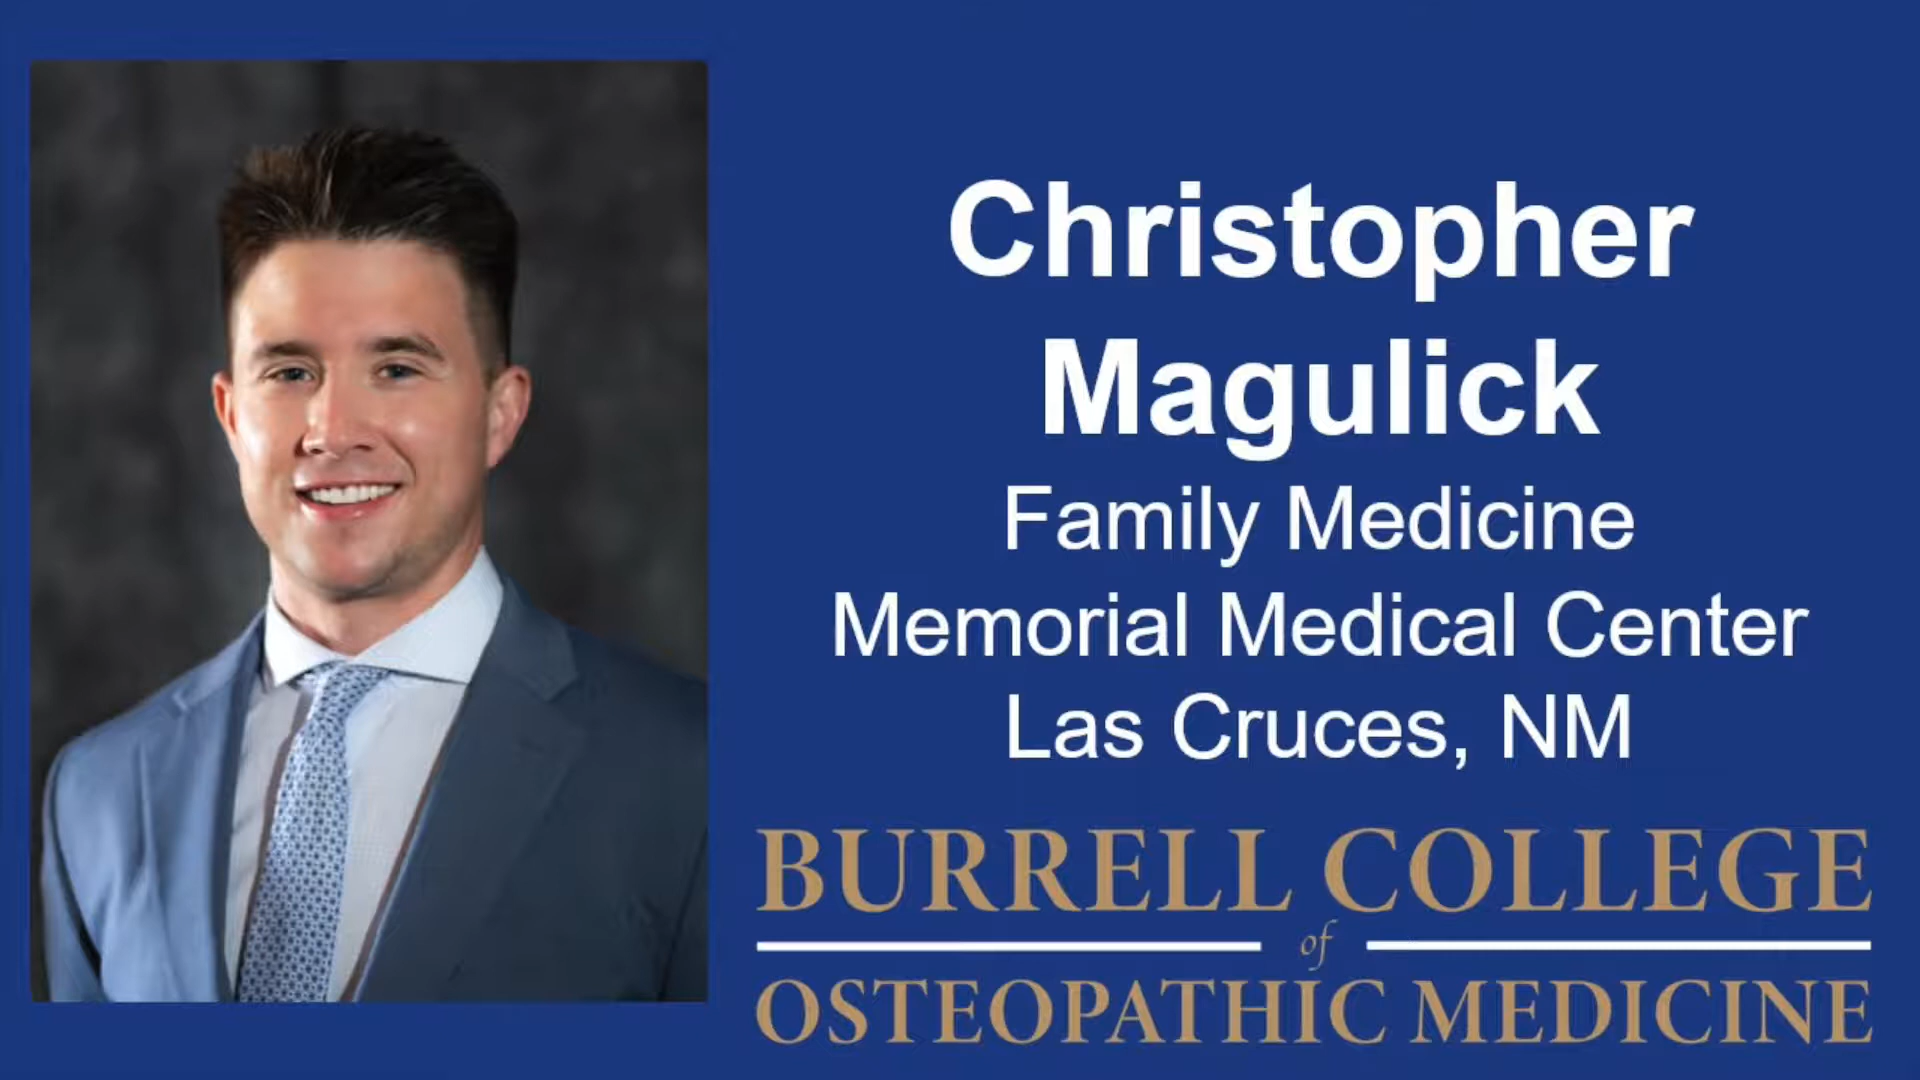 Christopher
Magulick
Family Medicine
Memorial Medical Center
Las Cruces, NM
BURRELL COLLEGE
of
OSTEOPATHIC MEDICINE